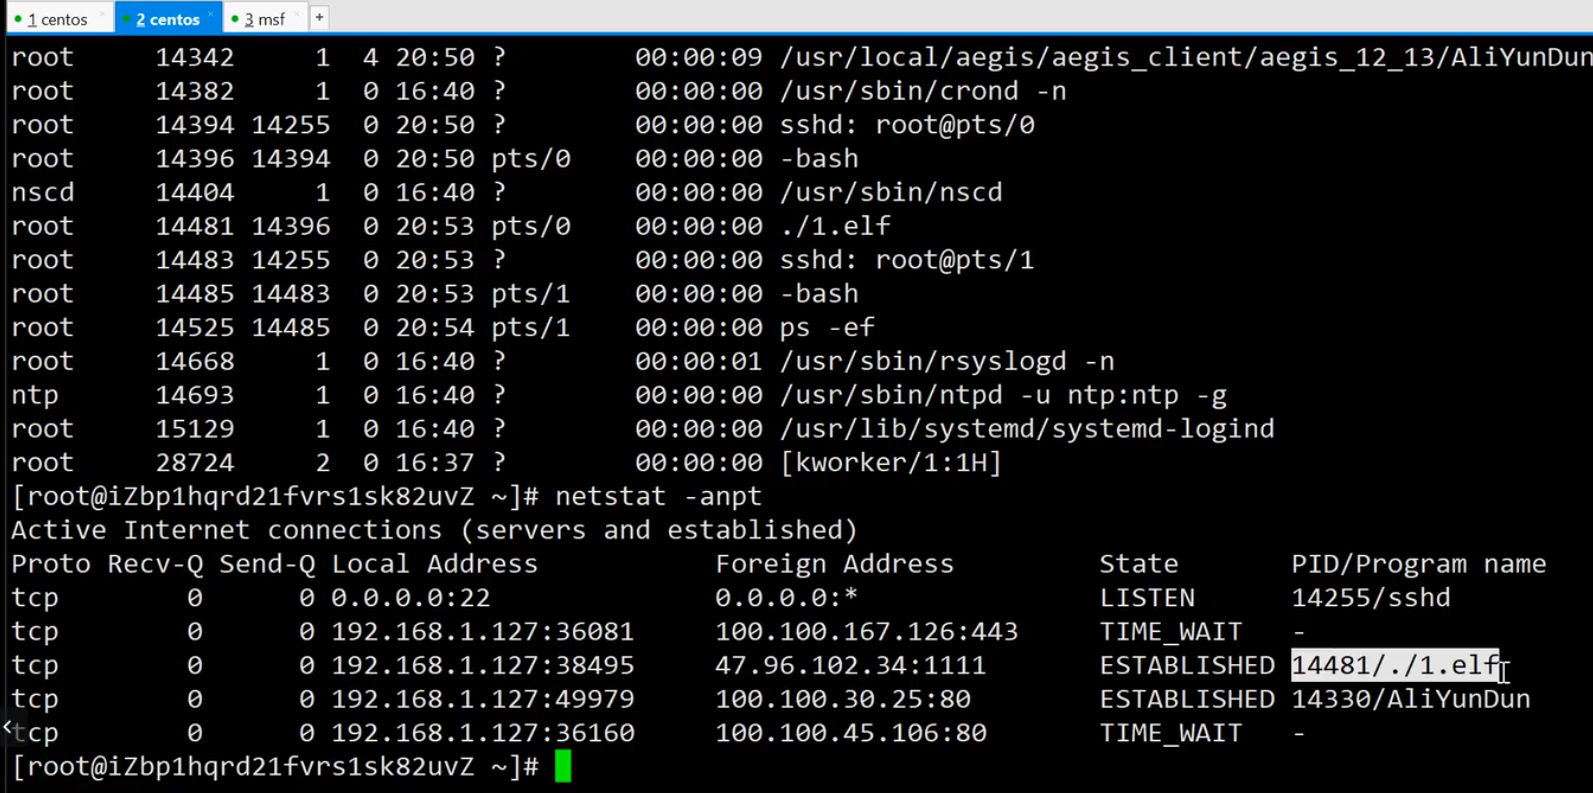 1 centos 2 centos 3 msf +
root 14342 1 4 20:50 ? 00:00:09 /usr/local/aegis/aegis_client/aegis_12_13/AliYunDun
root 14382 1 0 16:40 ? 00:00:00 /usr/sbin/crond -n
root 14394 14255 0 20:50 ? 00:00:00 sshd: root@pts/0
root 14396 14394 0 20:50 pts/0 00:00:00 -bash
nscd 14404 1 0 16:40 ? 00:00:00 /usr/sbin/nscd
root 14481 14396 0 20:53 pts/0 00:00:00 ./1.elf
root 14483 14255 0 20:53 ? 00:00:00 sshd: root@pts/1
root 14485 14483 0 20:53 pts/1 00:00:00 -bash
root 14525 14485 0 20:54 pts/1 00:00:00 ps -ef
root 14668 1 0 16:40 ? 00:00:01 /usr/sbin/rsyslogd -n
ntp 14693 1 0 16:40 ? 00:00:00 /usr/sbin/ntpd -u ntp:ntp -g
root 15129 1 0 16:40 ? 00:00:00 /usr/lib/systemd/systemd-logind
root 28724 2 0 16:37 ? 00:00:00 [kworker/1:1H]
[root@iZbp1hqrd21fvrs1sk82uvZ ~]# netstat -anpt
Active Internet connections (servers and established)
Proto Recv-Q Send-Q Local Address Foreign Address State PID/Program name
tcp 0 0 0.0.0.0:22 0.0.0.0:* LISTEN 14255/sshd
tcp 0 0 192.168.1.127:36081 100.100.167.126:443 TIME_WAIT -
tcp 0 0 192.168.1.127:38495 47.96.102.34:1111 ESTABLISHED 14481/./1.elf
tcp 0 0 192.168.1.127:49979 100.100.30.25:80 ESTABLISHED 14330/AliYunDun
tcp 0 0 192.168.1.127:36160 100.100.45.106:80 TIME_WAIT -
[root@iZbp1hqrd21fvrs1sk82uvZ ~]#